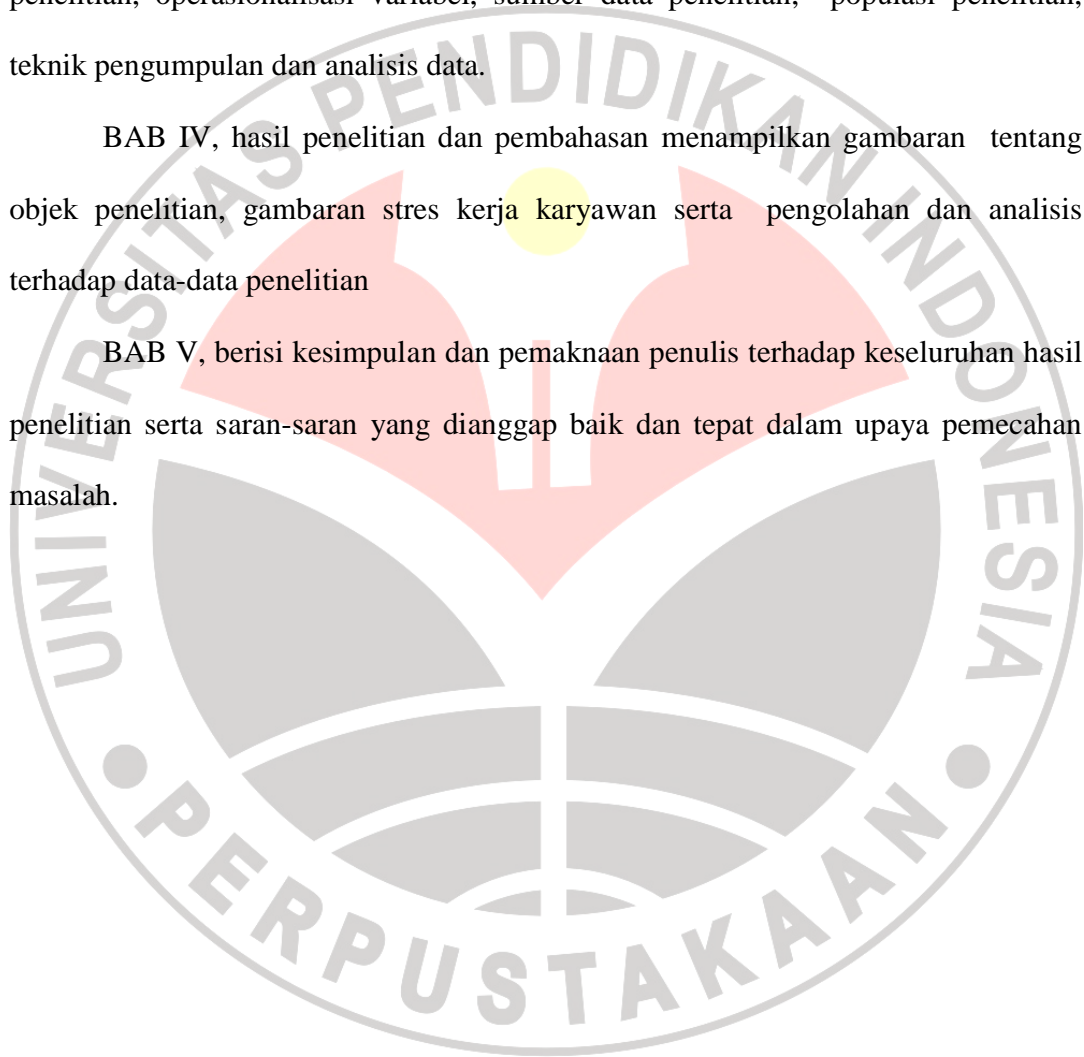 penelitian, operasionalisasi variabel, sumber data penelitian, populasi penelitian,
teknik pengumpulan dan analisis data.
BAB IV, hasil penelitian dan pembahasan menampilkan gambaran tentang
objek penelitian, gambaran stres kerja karyawan serta pengolahan dan analisis
terhadap data-data penelitian
BAB V, berisi kesimpulan dan pemaknaan penulis terhadap keseluruhan hasil
penelitian serta saran-saran yang dianggap baik dan tepat dalam upaya pemecahan
masalah.
UNIVERSITAS PENDIDIKAN INDONESIA
PERPUSTAKAAN